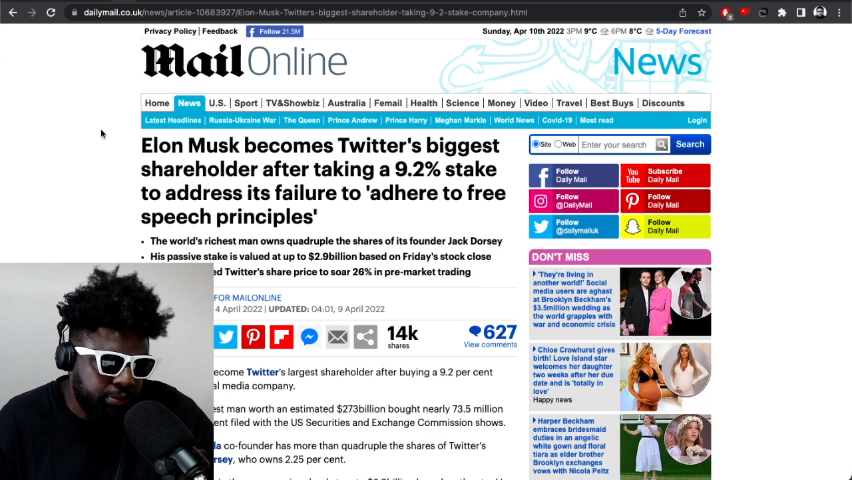 dailymail.co.uk/news/article-10683927/Elon-Musk-Twitters-biggest-shareholder-taking-9-2-stake-company.html
Privacy Policy | Feedback
Follow 21.5M
Sunday, Apr 10th 2022 3PM 9°C 6PM 8°C 5-Day Forecast
Mail Online
News
Home News U.S. Sport TV&Showbiz Australia Femail Health Science Money Video Travel Best Buys Discounts
Latest Headlines Russia-Ukraine War The Queen Prince Andrew Prince Harry Meghan Markle World News Covid-19 Most read Login
Elon Musk becomes Twitter's biggest
shareholder after taking a 9.2% stake
to address its failure to 'adhere to free
speech principles'
• The world's richest man owns quadruple the shares of its founder Jack Dorsey
• His passive stake is valued at up to $2.9billion based on Friday's stock close
ed Twitter's share price to soar 26% in pre-market trading
FOR MAILONLINE
4 April 2022 | UPDATED: 04:01, 9 April 2022
14k
shares
627
View comments
ecome Twitter's largest shareholder after buying a 9.2 per cent
al media company.
est man worth an estimated $273billion bought nearly 73.5 million
ent filed with the US Securities and Exchange Commission shows.
la co-founder has more than quadruple the shares of Twitter's
rsey, who owns 2.25 per cent.
Site Web Enter your search Search
Follow
Daily Mail
You
Tube
Subscribe
Daily Mail
Follow
@DailyMail
Follow
Daily Mail
Follow
@dailymailuk
Follow
Daily Mail
DON'T MISS
'They're living in
another world!' Social
media users are aghast
at Brooklyn Beckham's
$3.5million wedding as
the world grapples with
war and economic crisis
Chloe Crowhurst gives
birth! Love Island star
welcomes her daughter
two weeks after her due
date and is 'totally in
love'
Happy news
Harper Beckham
embraces bridesmaid
duties in an angelic
white gown and floral
tiara as elder brother
Brooklyn exchanges
vows with Nicola Peltz